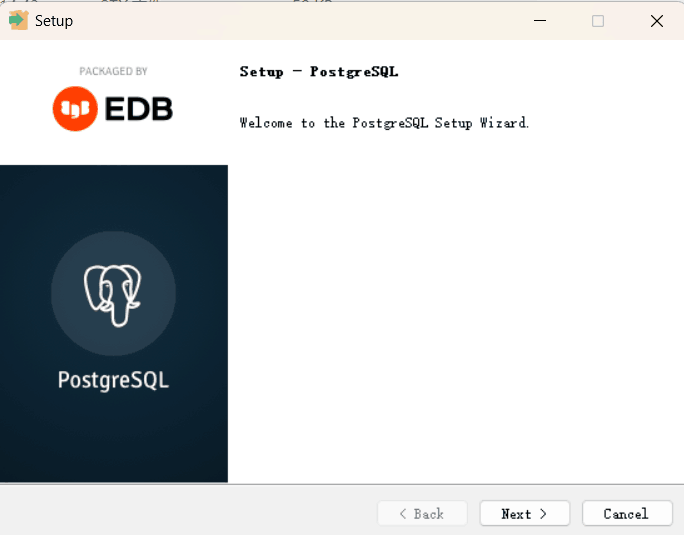 Setup
PACKAGED BY
EDB
Setup - PostgreSQL
Welcome to the PostgreSQL Setup Wizard.
PostgreSQL
< Back
Next >
Cancel